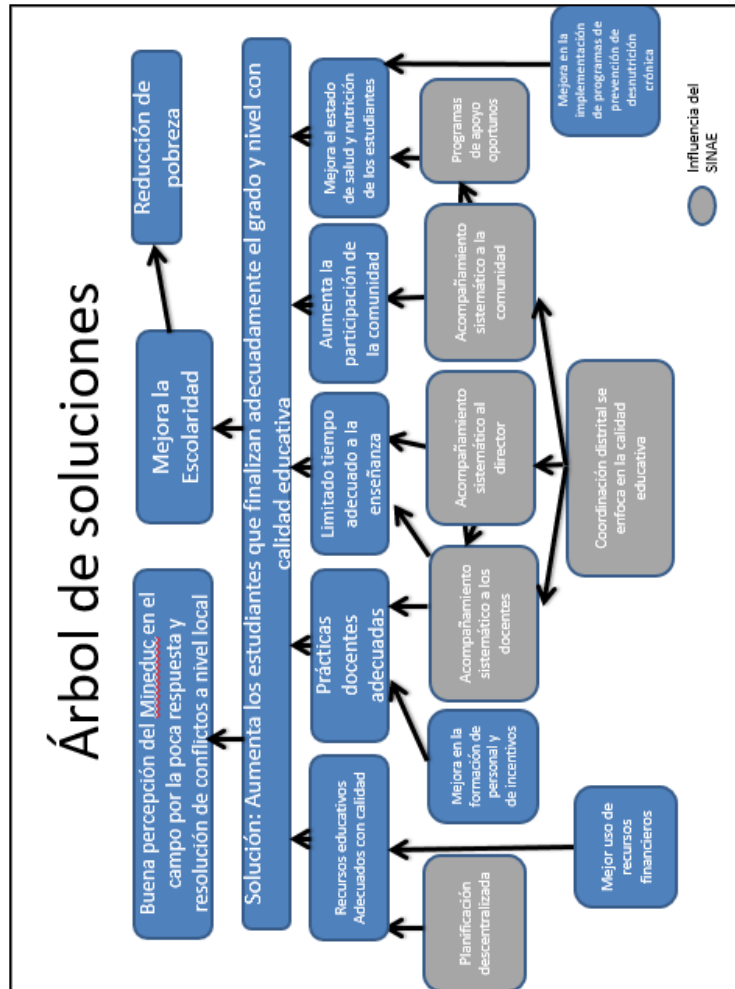 Árbol de soluciones
Buena percepción del Mineduc en el
campo por la poca respuesta y
resolución de conflictos a nivel local
Mejora la
Escolaridad
Reducción de
pobreza
Solución: Aumenta los estudiantes que finalizan adecuadamente el grado y nivel con
calidad educativa
Recursos educativos
Adecuados con calidad
Prácticas
docentes
adecuadas
Limitado tiempo
adecuado a la
enseñanza
Aumenta la
participación de
la comunidad
Mejora el estado
de salud y nutrición
de los estudiantes
Planificación
descentralizada
Mejora en la
formación de
personal y
de incentivos
Acompañamiento
sistemático a los
docentes
Acompañamiento
sistemático al
director
Acompañamiento
sistemático a la
comunidad
Programas
de apoyo
oportunos
Mejor uso de
recursos
financieros
Coordinación distrital se
enfoca en la calidad
educativa
Mejora en la
implementación
de programas de
prevención de
desnutrición
crónica
Influencia del
SINAE